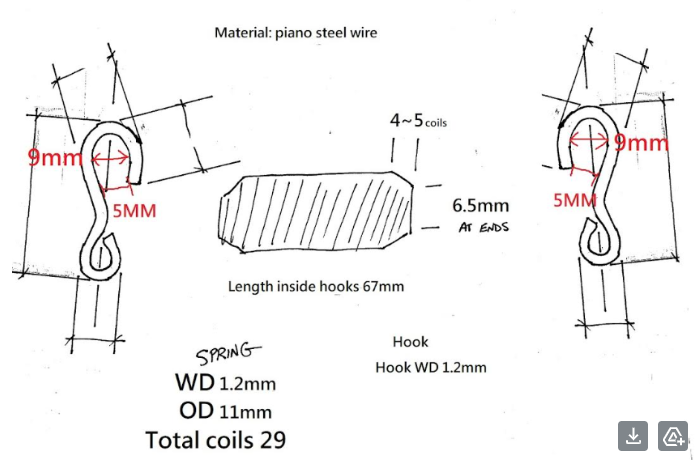 Material: piano steel wire
4~5 coils
9mm
9mm
5MM
6.5mm
AT ENDS
5MM
Length inside hooks 67mm
SPRING
WD 1.2mm
OD 11mm
Total coils 29
Hook
Hook WD 1.2mm